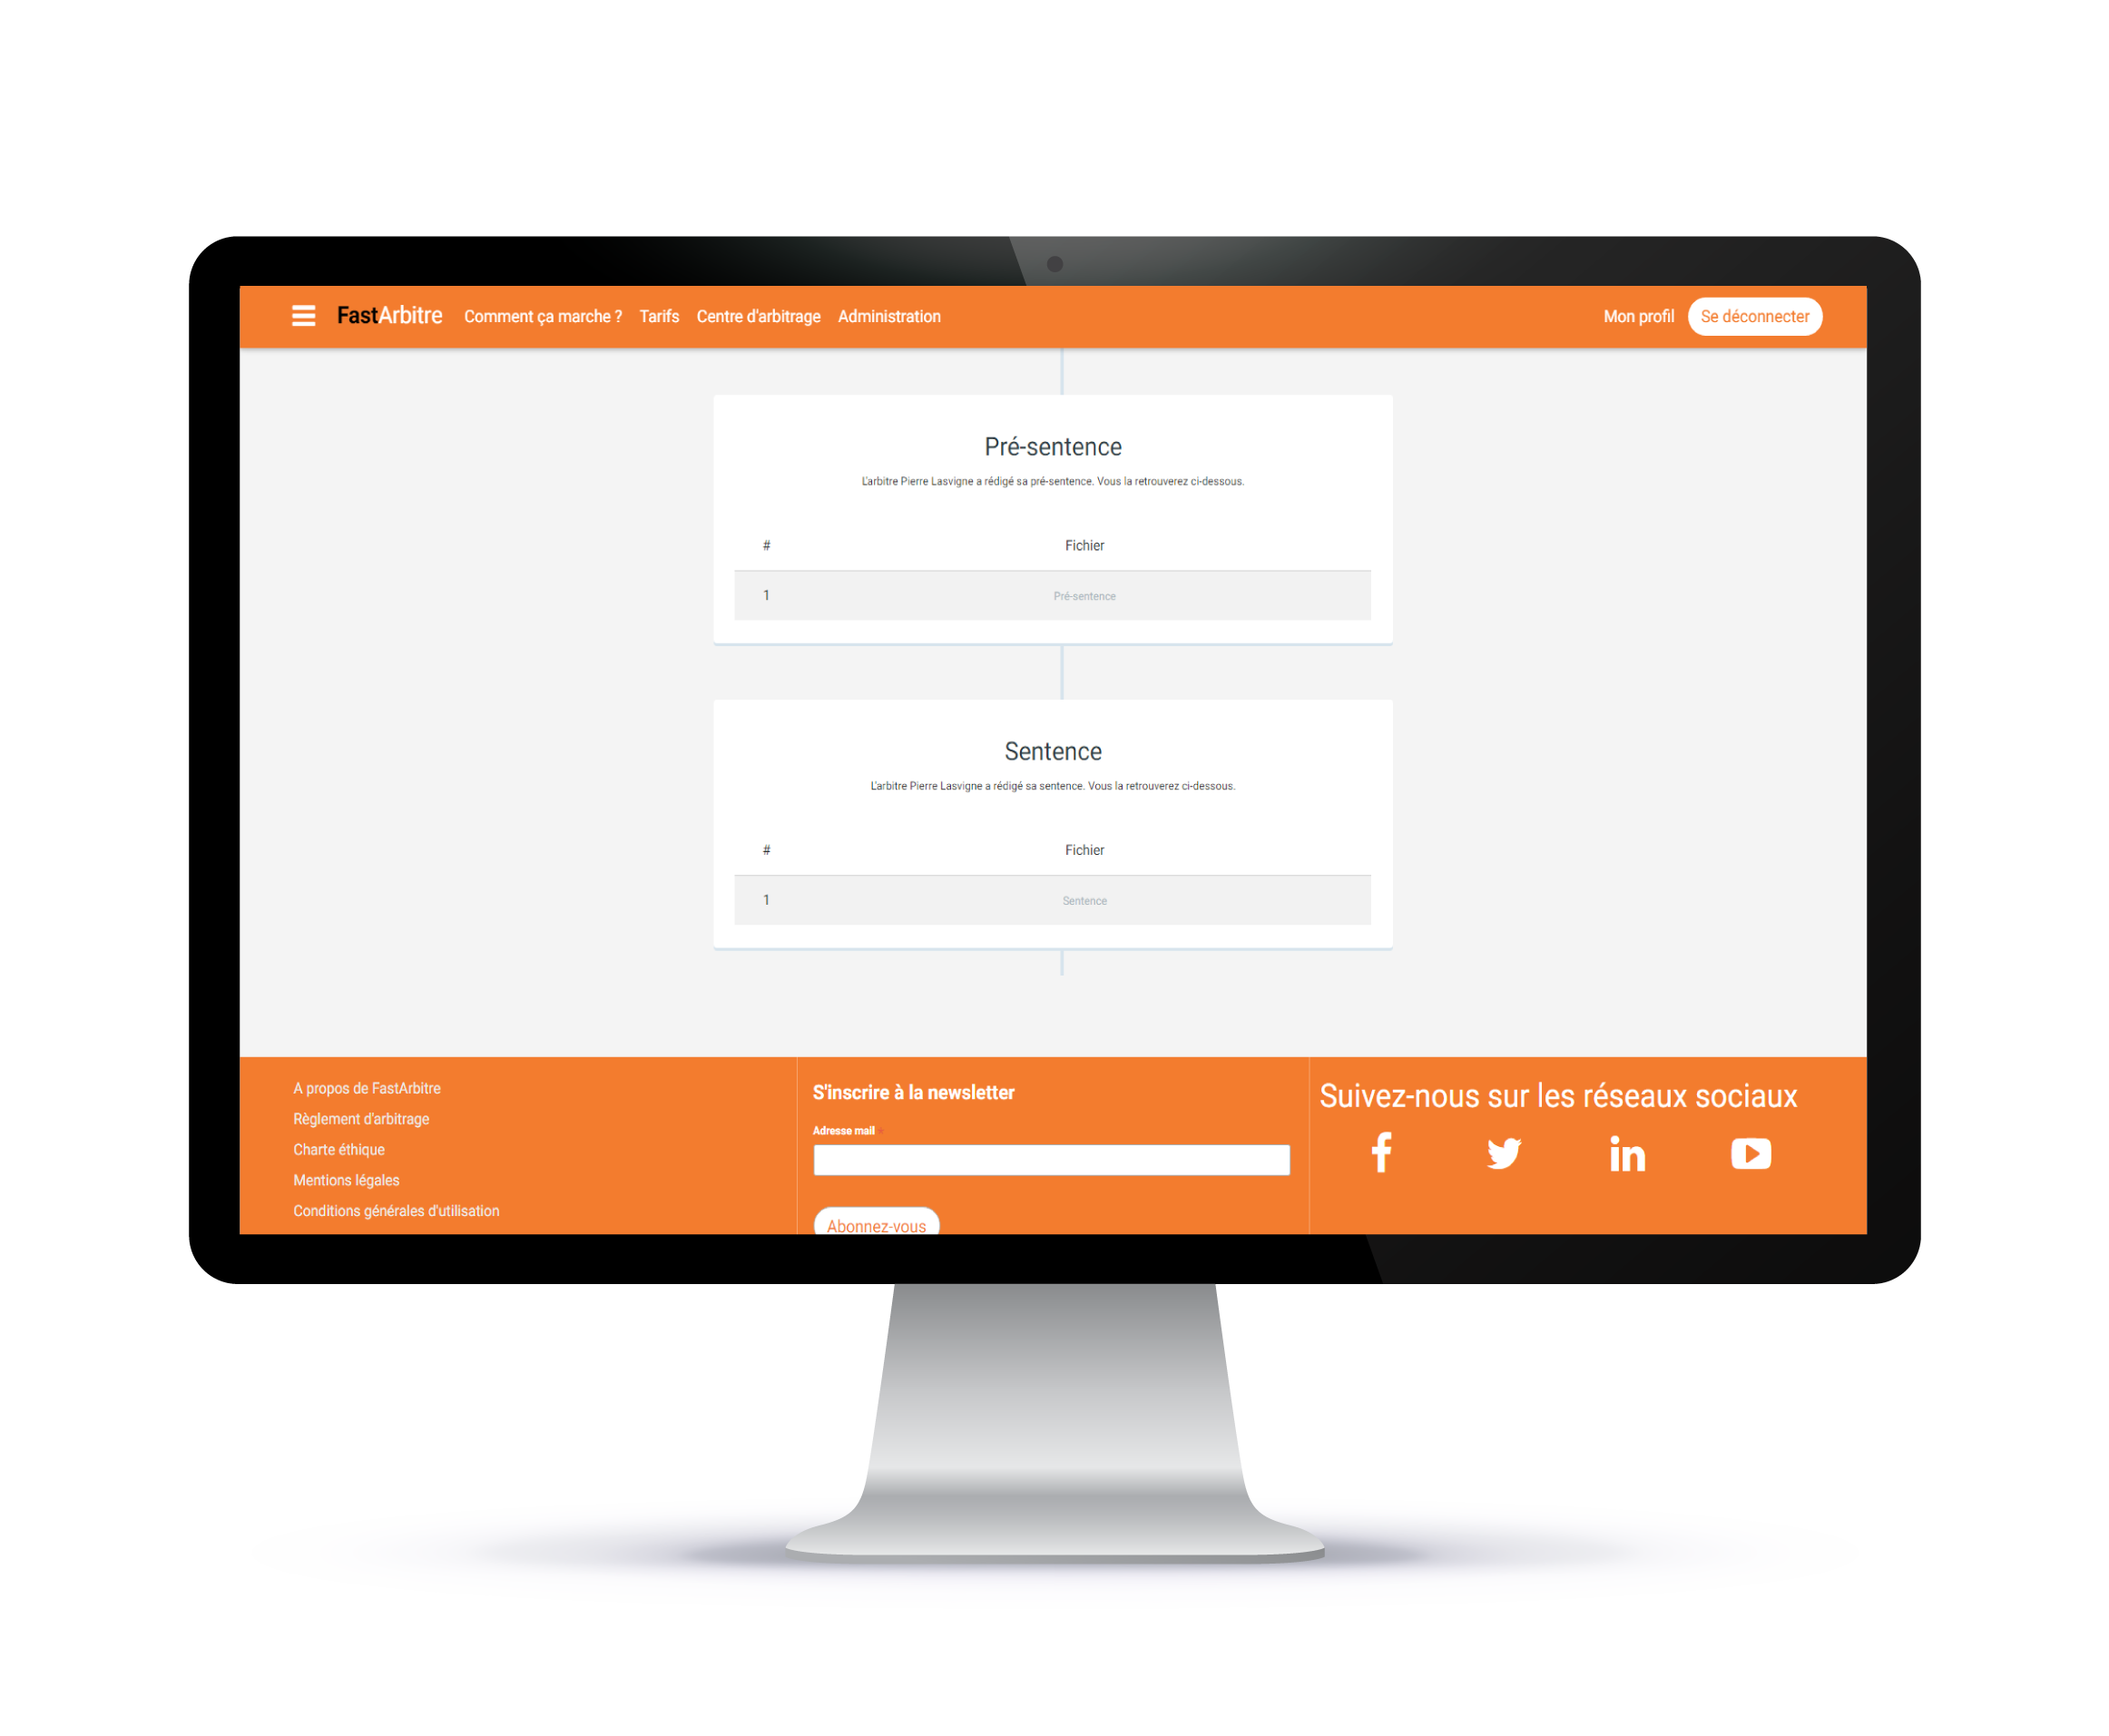 FastArbitre Comment ça marche ? Tarifs Centre d'arbitrage Administration Mon profil Se déconnecter
Pré-sentence
L'arbitre Pierre Lasvigne a rédigé sa pré-sentence. Vous la retrouverez ci-dessous.
# Fichier
1 Pré-sentence
Sentence
L'arbitre Pierre Lasvigne a rédigé sa sentence. Vous la retrouverez ci-dessous.
# Fichier
1 Sentence
A propos de FastArbitre
Règlement d'arbitrage
Charte éthique
Mentions légales
Conditions générales d'utilisation
S'inscrire à la newsletter
Adresse mail *
Abonnez-vous
Suivez-nous sur les réseaux sociaux